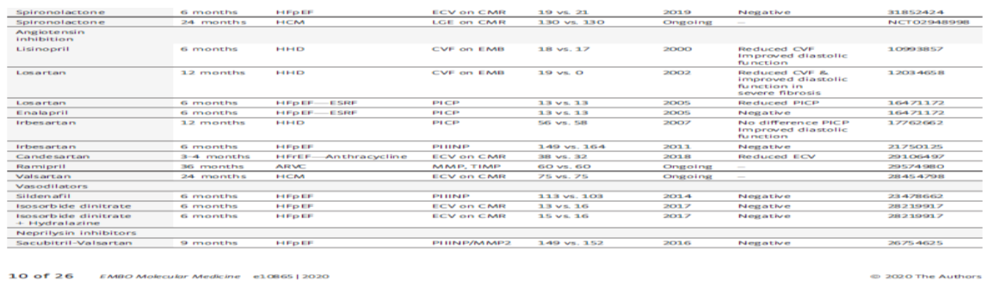 Spironolactone 6 months HFpEF ECV on CMR 19 vs. 21 2019 Negative 31852424
Spironolactone 24 months HCM LGE on CMR 130 vs. 130 Ongoing – NCT02948998
Angiotensin
inhibition
Lisinopril 6 months HHD CVF on EMB 18 vs. 17 2000 Reduced CVF 10993857
Improved diastolic
function
Losartan 12 months HHD CVF on EMB 19 vs. 0 2002 Reduced CVF & 12034658
improved diastolic
function in
severe fibrosis
Losartan 6 months HFpEF—ESRF PICP 13 vs. 13 2005 Reduced PICP 16471172
Enalapril 6 months HFpEF—ESRF PICP 13 vs. 13 2005 Negative 16471172
Irbesartan 12 months HHD PICP 56 vs. 58 2007 No difference PICP 17762662
Improved diastolic
function
Irbesartan 6 months HFpEF PIIINP 149 vs. 164 2011 Negative 21750125
Candesartan 3–4 months HFrEF—Anthracycline ECV on CMR 38 vs. 32 2018 Reduced ECV 29106497
Ramipril 36 months ARVC MMP, TIMP 60 vs. 60 Ongoing – 29574980
Valsartan 24 months HCM ECV on CMR 75 vs. 75 Ongoing – 28454798
Vasodilators
Sildenafil 6 months HFpEF PIIINP 113 vs. 103 2014 Negative 23478662
Isosorbide dinitrate 6 months HFpEF ECV on CMR 13 vs. 16 2017 Negative 28219917
Isosorbide dinitrate 6 months HFpEF ECV on CMR 15 vs. 16 2017 Negative 28219917
+ Hydralazine
Neprilysin inhibitors
Sacubitril-Valsartan 9 months HFpEF PIIINP/MMP2 149 vs. 152 2016 Negative 26754625
10 of 26 EMBO Molecular Medicine e10865 | 2020 © 2020 The Authors